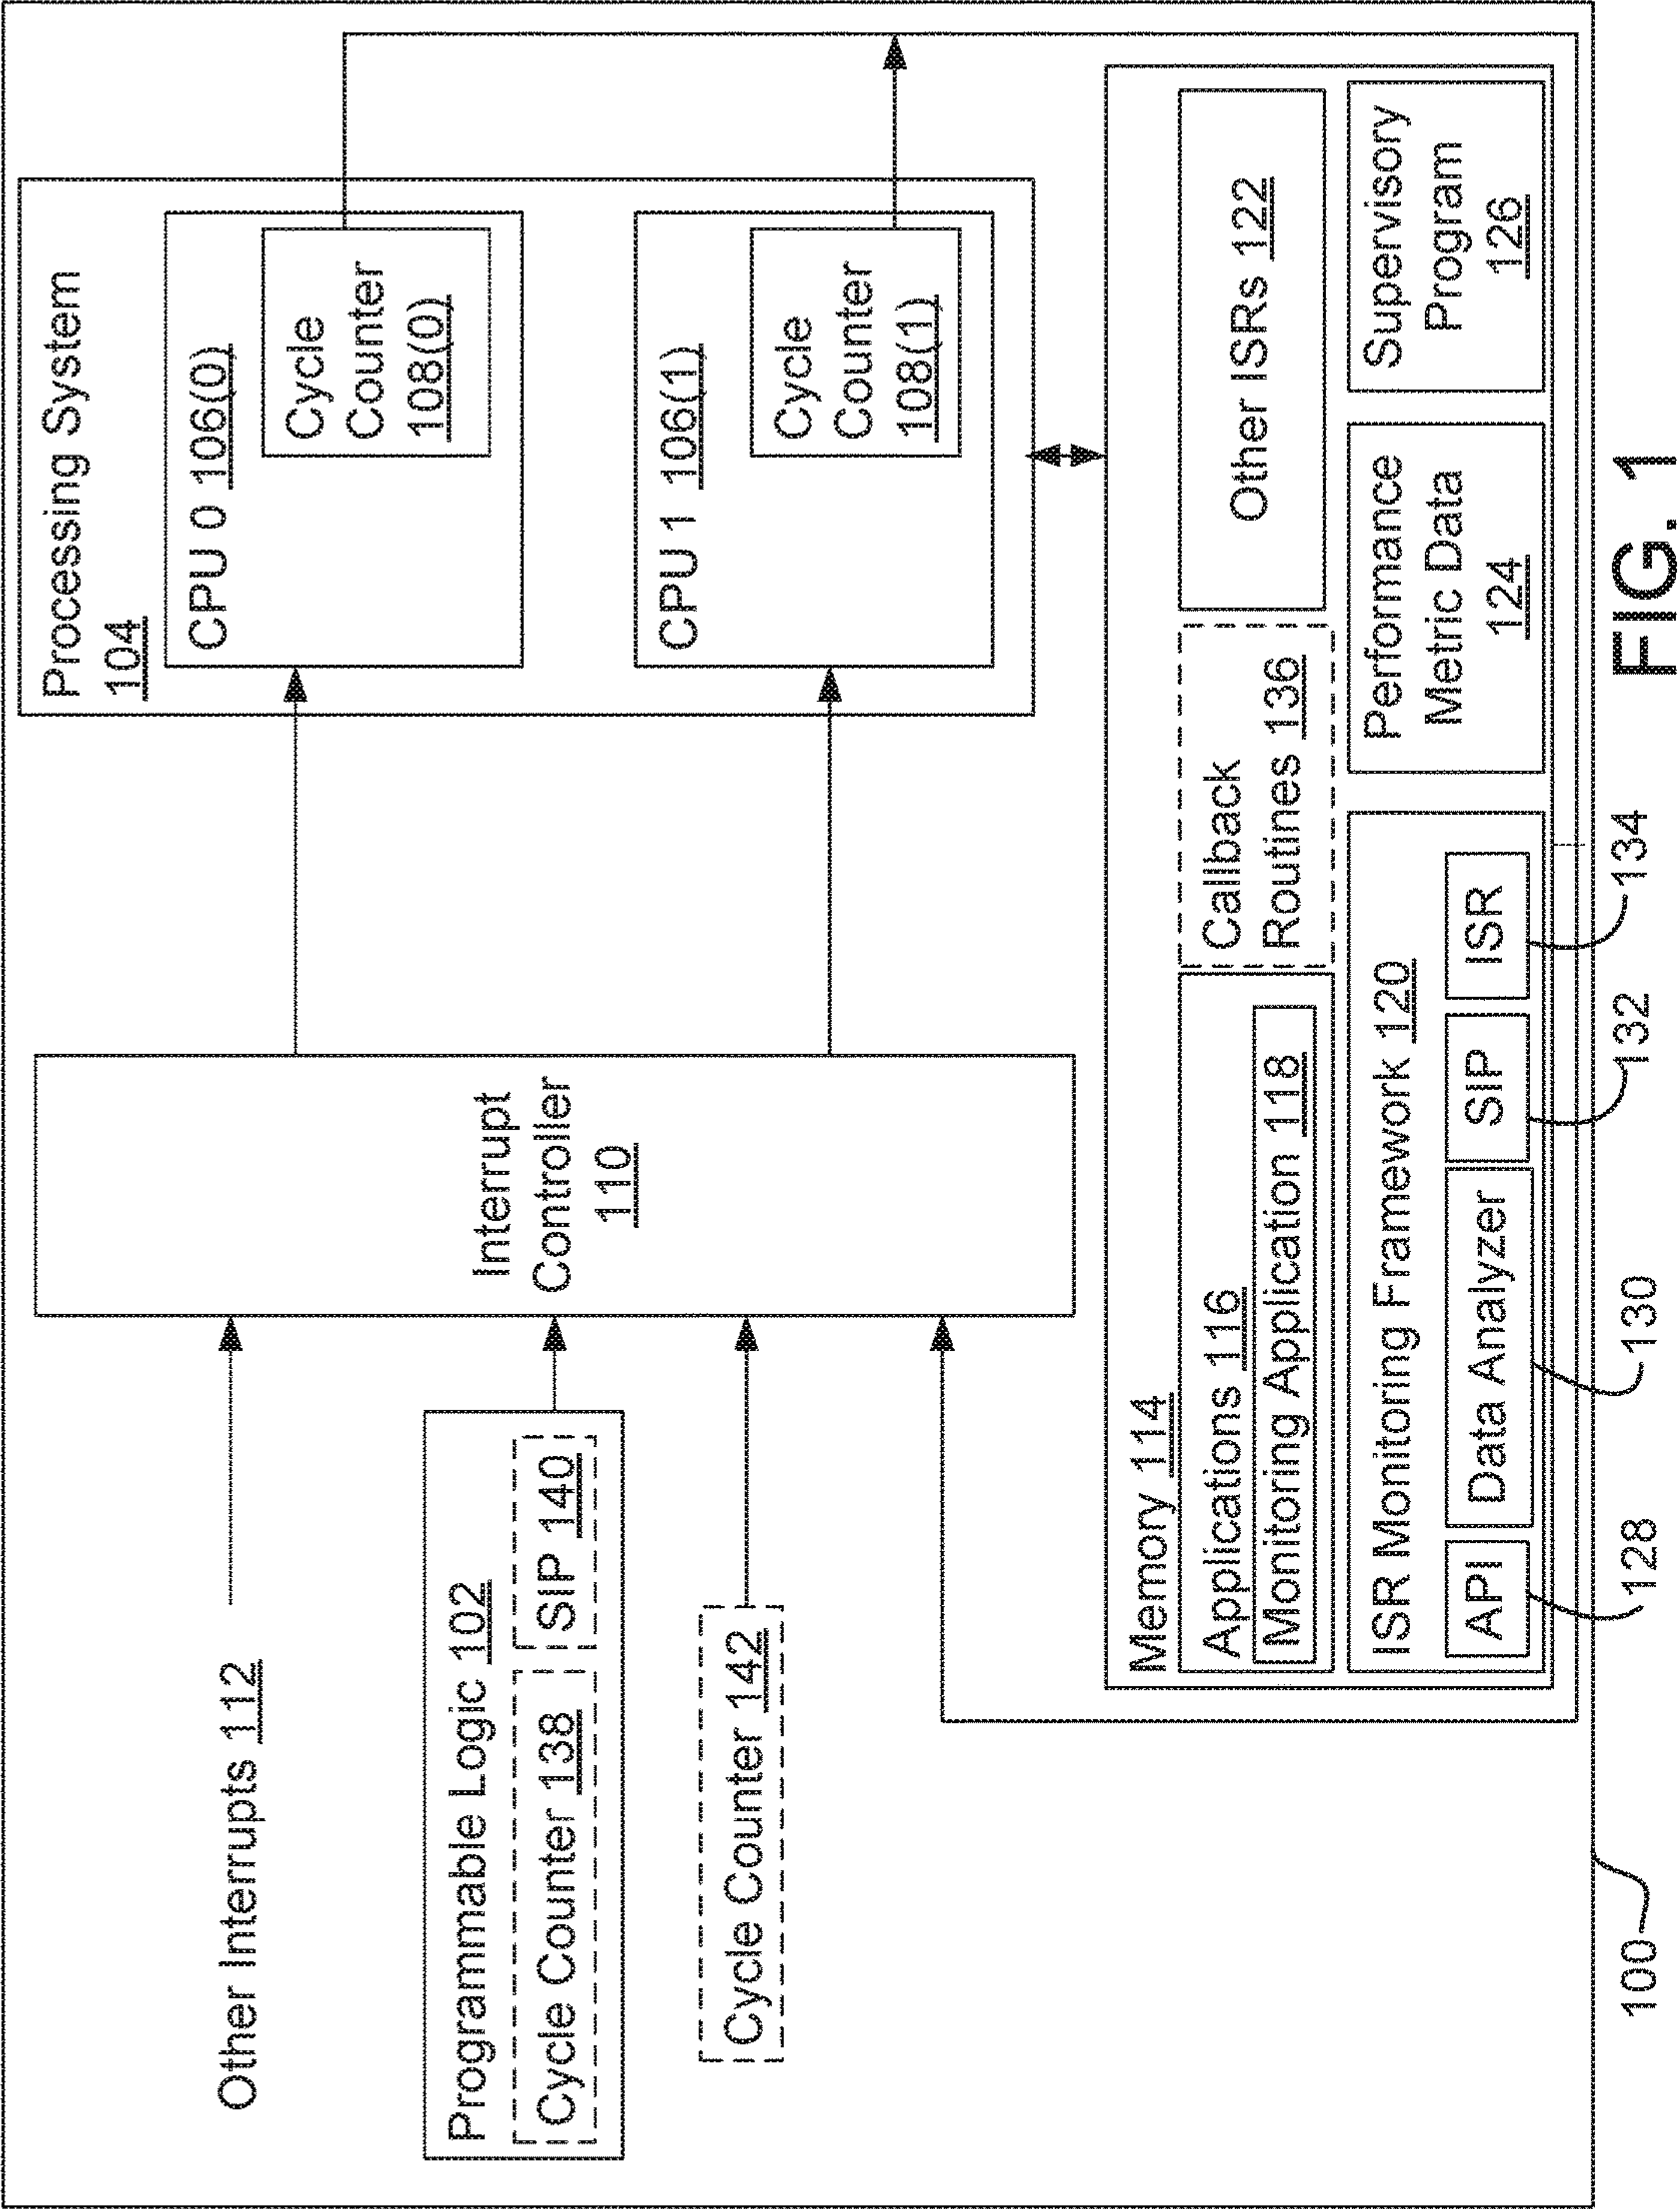 Other Interrupts 112
Programmable Logic 102
Cycle Counter 138
SIP 140
Cycle Counter 142
Interrupt
Controller
110
Processing System
104
CPU 0 106(0)
Cycle
Counter
108(0)
CPU 1 106(1)
Cycle
Counter
108(1)
Memory 114
Applications 116
Monitoring Application 118
Callback
Routines 136
Other ISRs 122
ISR Monitoring Framework 120
API
Data Analyzer
SIP
ISR
Performance
Metric Data
124
Supervisory
Program
126
100
128
130
132
134
FIG. 1